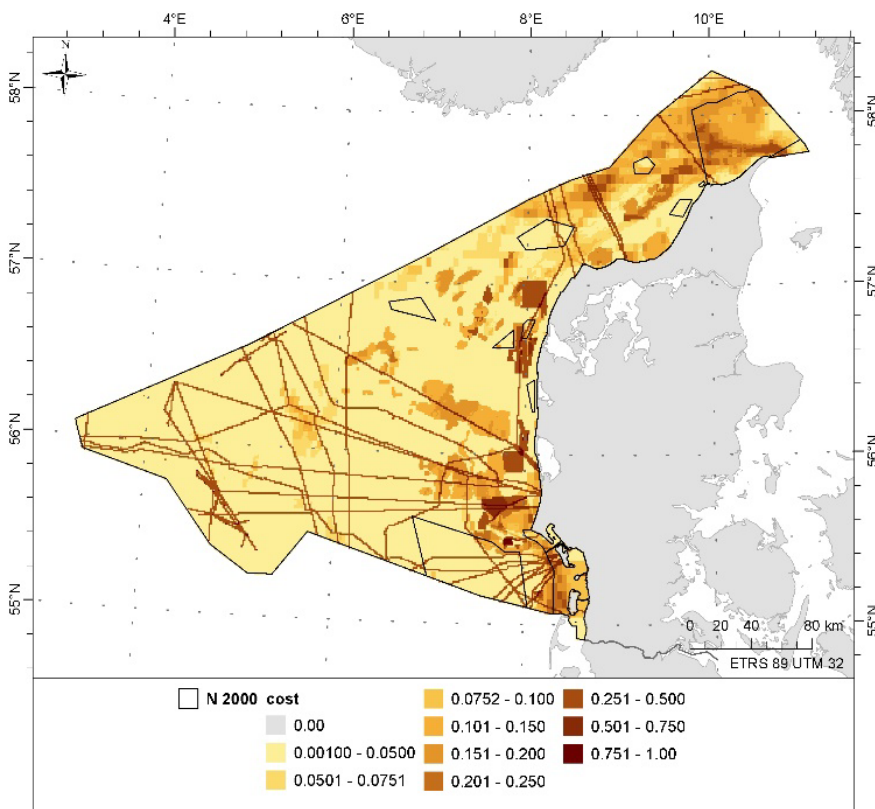 4°E 6°E 8°E 10°E
N
58°N 58°N
57°N 57°N
56°N 56°N
55°N 55°N
0 20 40 80 km
ETRS 89 UTM 32
N 2000 cost
0.00
0.00100 - 0.0500
0.0501 - 0.0751
0.0752 - 0.100
0.101 - 0.150
0.151 - 0.200
0.201 - 0.250
0.251 - 0.500
0.501 - 0.750
0.751 - 1.00